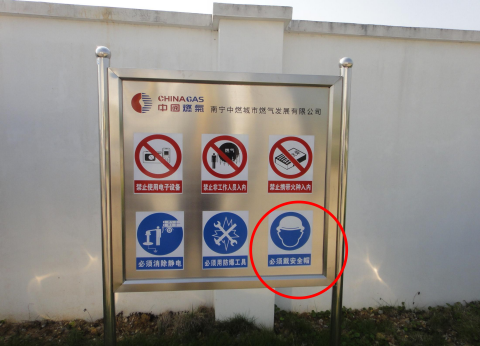 CHINAGAS
中國燃氣
南宁中燃城市燃气发展有限公司
燃气
禁止使用电子设备
禁止非工作人员入内
禁止携带火种入内
必须消除静电
必须用防爆工具
必须戴安全帽